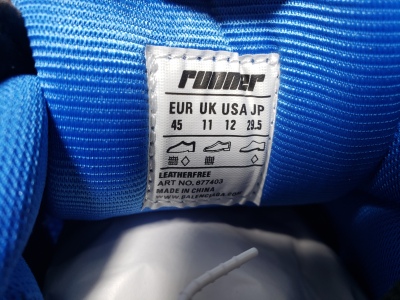 runner
EUR UK USA JP
45 11 12 29.5
LEATHERFREE
ART NO. 677403
MADE IN CHINA
WWW.BALENCIAGA.COM